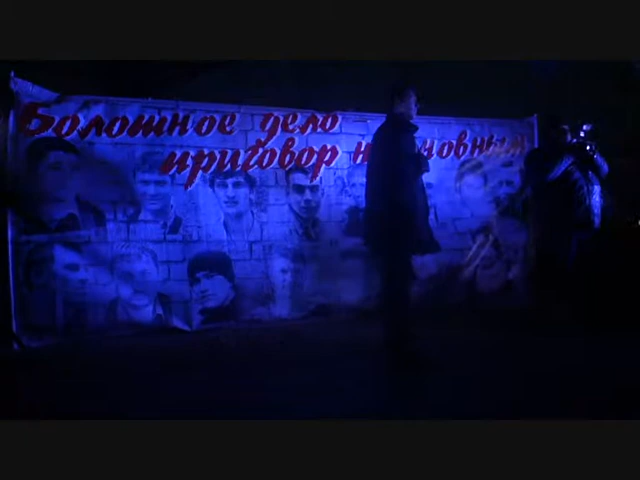 Болотное дело
приговор